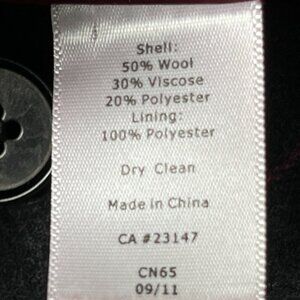 Shell:
50% Wool
30% Viscose
20% Polyester
Lining:
100% Polyester
Dry Clean
Made in China
CA #23147
CN65
09/11